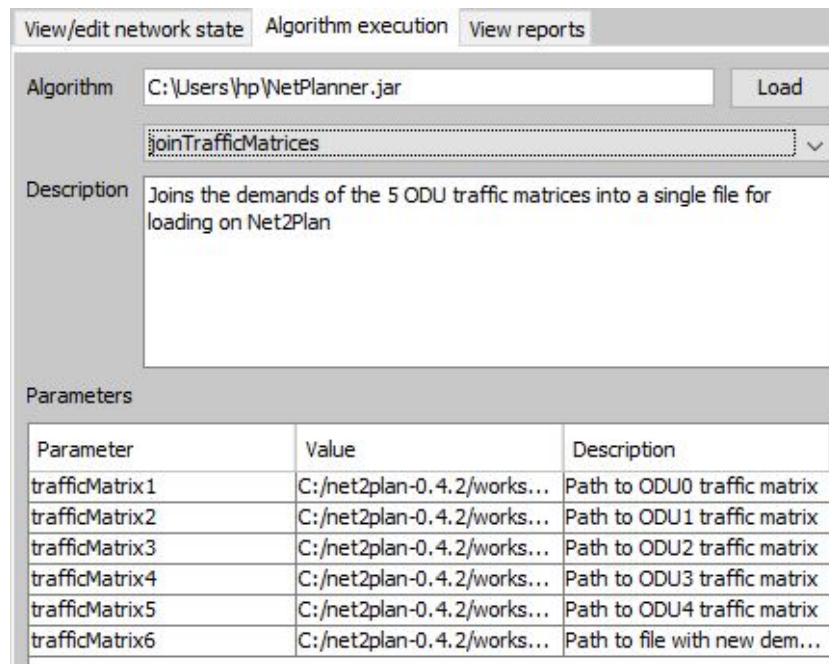 View/edit network state Algorithm execution View reports
Algorithm C:\Users\hp\NetPlanner.jar Load
joinTrafficMatrices
Description Joins the demands of the 5 ODU traffic matrices into a single file for
loading on Net2Plan
Parameters
Parameter Value Description
trafficMatrix1 C:/net2plan-0.4.2/works... Path to ODU0 traffic matrix
trafficMatrix2 C:/net2plan-0.4.2/works... Path to ODU1 traffic matrix
trafficMatrix3 C:/net2plan-0.4.2/works... Path to ODU2 traffic matrix
trafficMatrix4 C:/net2plan-0.4.2/works... Path to ODU3 traffic matrix
trafficMatrix5 C:/net2plan-0.4.2/works... Path to ODU4 traffic matrix
trafficMatrix6 C:/net2plan-0.4.2/works... Path to file with new dem...